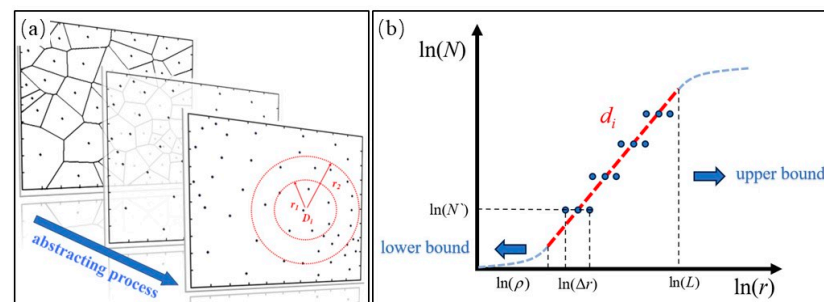 (a)
r₂
r₁
Dᵢ
abstracting process
(b)
ln(N)
dᵢ
upper bound
ln(N`)
lower bound
ln(ρ)
ln(Δr)
ln(L)
ln(r)